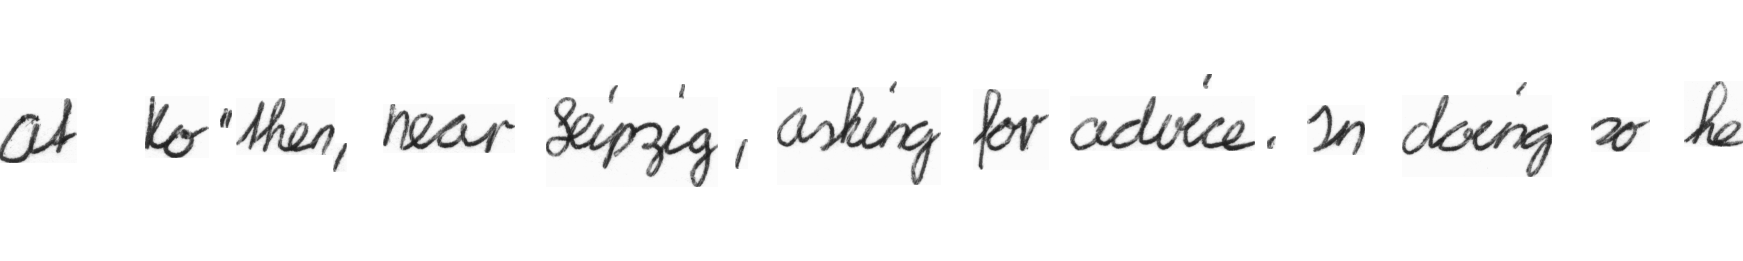 at Ko"then, near Leipzig, asking for advice. In doing so he